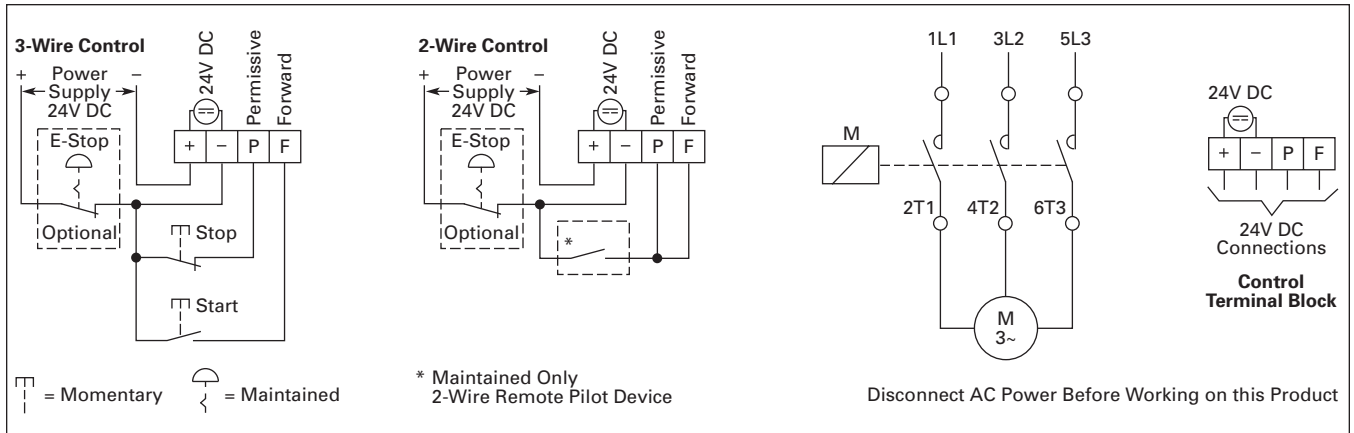 3-Wire Control
+ Power −
Supply
24V DC
24V DC
Permissive
Forward
E-Stop
+ − P F
Optional
Stop
Start
= Momentary
= Maintained
2-Wire Control
+ Power −
Supply
24V DC
24V DC
Permissive
Forward
E-Stop
+ − P F
Optional
*
* Maintained Only
2-Wire Remote Pilot Device
1L1 3L2 5L3
M
2T1 4T2 6T3
M
3~
24V DC
+ − P F
24V DC
Connections
Control
Terminal Block
Disconnect AC Power Before Working on this Product